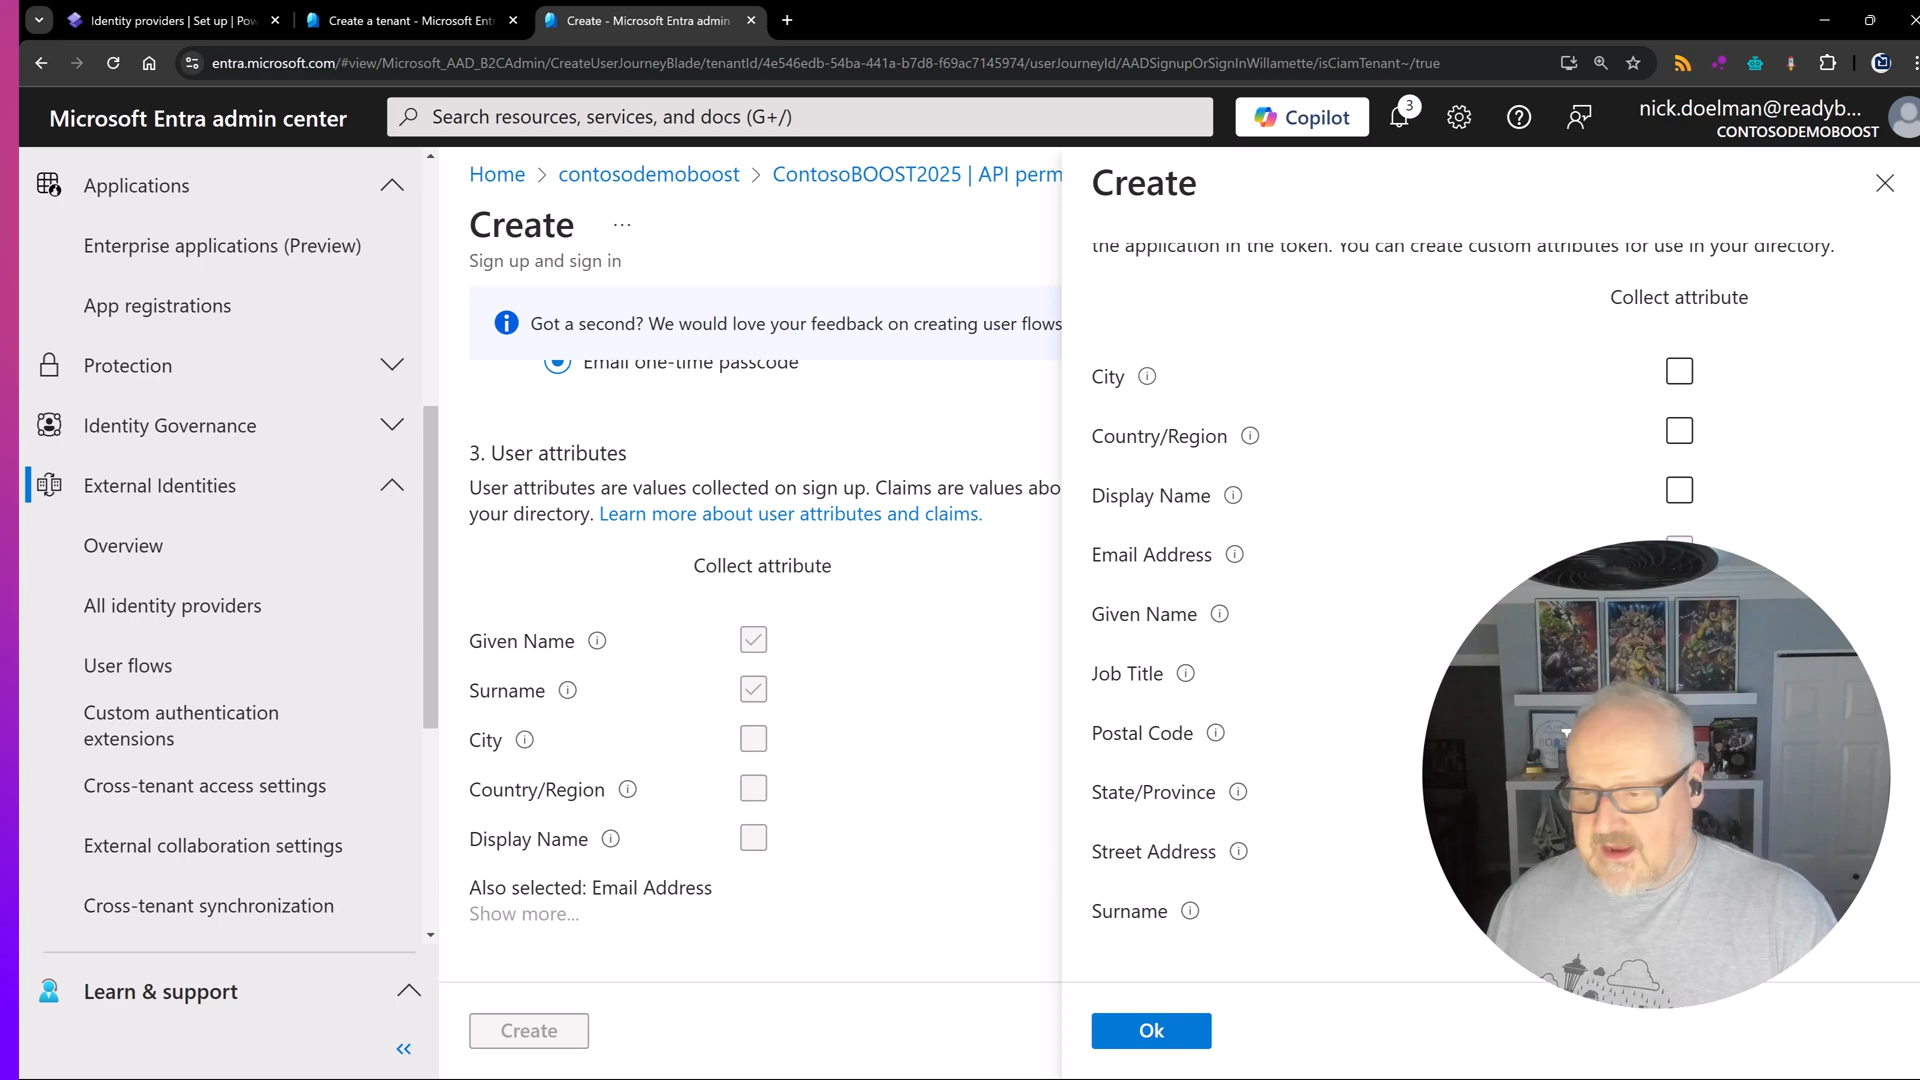 Identity providers | Set up | Pow
Create a tenant - Microsoft Entr
Create - Microsoft Entra admin
entra.microsoft.com/#view/Microsoft_AAD_B2CAdmin/CreateUserJourneyBlade/tenantId/4e546edb-54ba-441a-b7d8-f69ac7145974/userJourneyId/AADSignupOrSignInWillamette/isCiamTenant~/true
Microsoft Entra admin center
Search resources, services, and docs (G+/)
Copilot
3
nick.doelman@readyb...
CONTOSODEMOBOOST
Applications
Enterprise applications (Preview)
App registrations
Protection
Identity Governance
External Identities
Overview
All identity providers
User flows
Custom authentication
extensions
Cross-tenant access settings
External collaboration settings
Cross-tenant synchronization
Learn & support
Home > contosodemoboost > ContosoBOOST2025 | API perm
Create ...
Sign up and sign in
Got a second? We would love your feedback on creating user flows
Email one-time passcode
3. User attributes
User attributes are values collected on sign up. Claims are values abo
your directory. Learn more about user attributes and claims.
Collect attribute
Given Name
Surname
City
Country/Region
Display Name
Also selected: Email Address
Show more...
Create
Create
the application in the token. You can create custom attributes for use in your directory.
Collect attribute
City
Country/Region
Display Name
Email Address
Given Name
Job Title
Postal Code
State/Province
Street Address
Surname
Ok